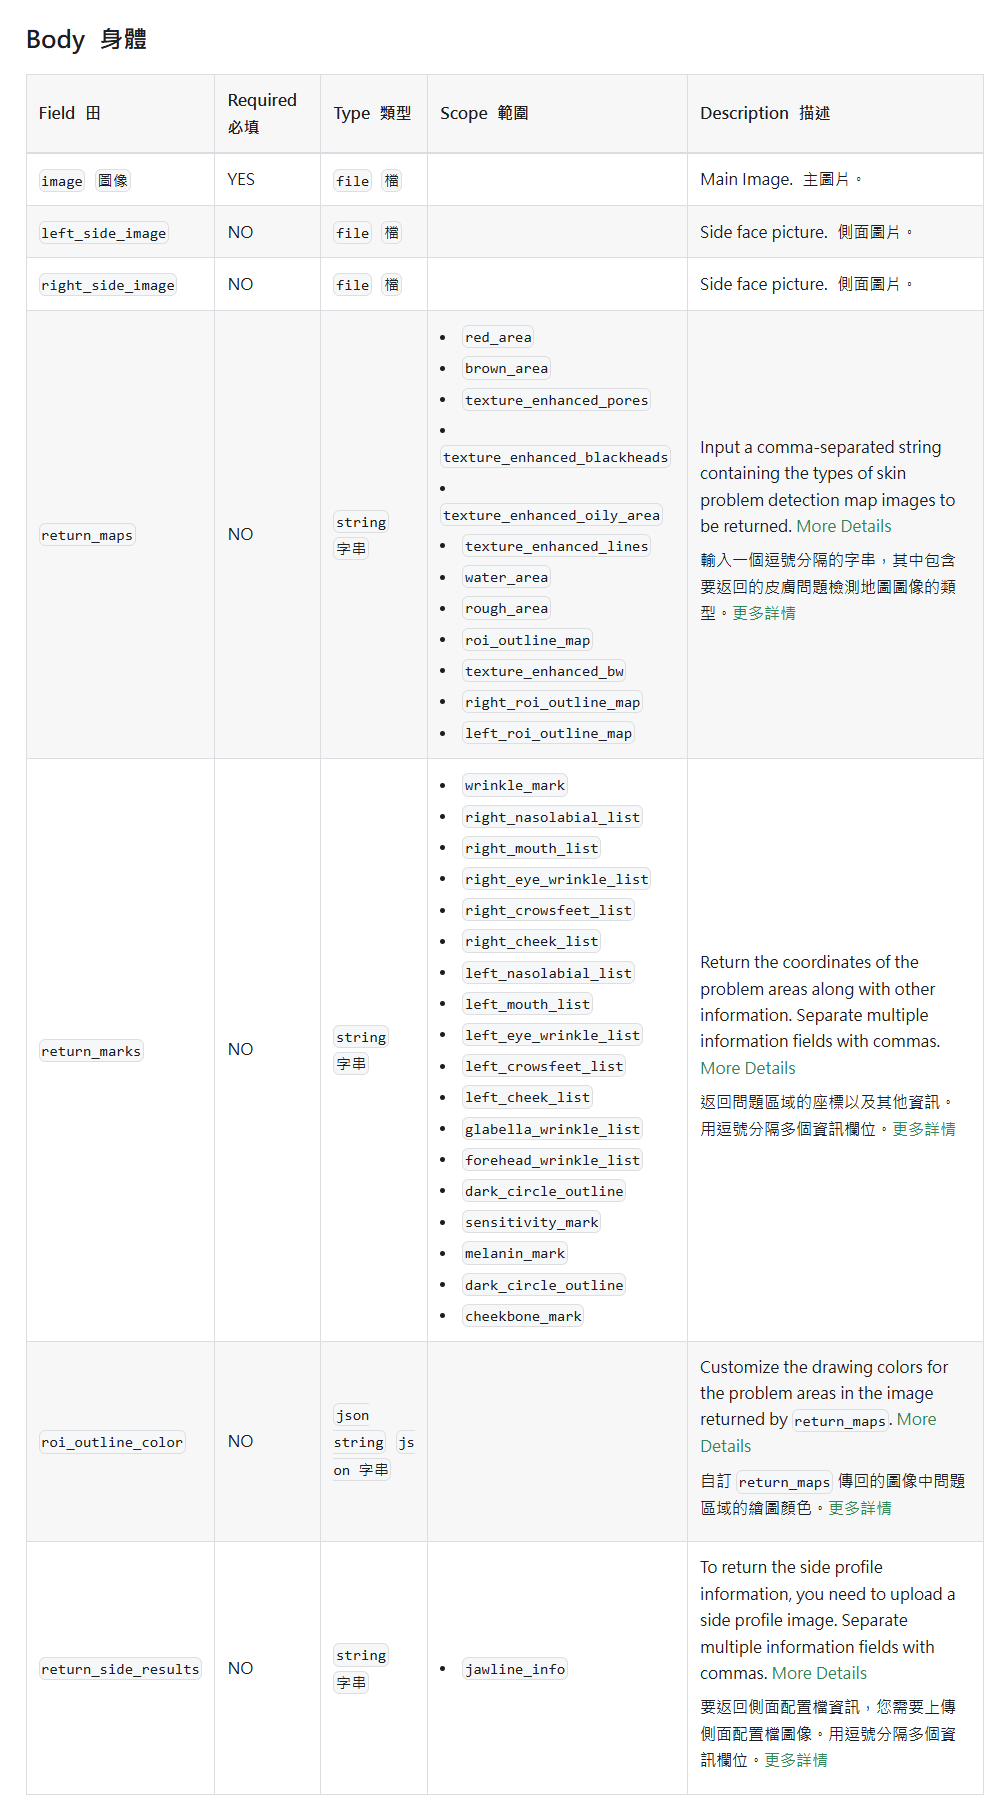 Body 身體
Field 田
Required
必填
Type 類型
Scope 範圍
Description 描述
image 圖像
YES
file 檔
Main Image. 主圖片。
left_side_image
NO
file 檔
Side face picture. 側面圖片。
right_side_image
NO
file 檔
Side face picture. 側面圖片。
return_maps
NO
string
字串
red_area
brown_area
texture_enhanced_pores
texture_enhanced_blackheads
texture_enhanced_oily_area
texture_enhanced_lines
water_area
rough_area
roi_outline_map
texture_enhanced_bw
right_roi_outline_map
left_roi_outline_map
Input a comma-separated string
containing the types of skin
problem detection map images to
be returned. More Details
輸入一個逗號分隔的字串，其中包含
要返回的皮膚問題檢測地圖圖像的類
型。更多詳情
return_marks
NO
string
字串
wrinkle_mark
right_nasolabial_list
right_mouth_list
right_eye_wrinkle_list
right_crowsfeet_list
right_cheek_list
left_nasolabial_list
left_mouth_list
left_eye_wrinkle_list
left_crowsfeet_list
left_cheek_list
glabella_wrinkle_list
forehead_wrinkle_list
dark_circle_outline
sensitivity_mark
melanin_mark
dark_circle_outline
cheekbone_mark
Return the coordinates of the
problem areas along with other
information. Separate multiple
information fields with commas.
More Details
返回問題區域的座標以及其他資訊。
用逗號分隔多個資訊欄位。更多詳情
roi_outline_color
NO
json
string js
on 字串
Customize the drawing colors for
the problem areas in the image
returned by return_maps. More
Details
自訂 return_maps 傳回的圖像中問題
區域的繪圖顏色。更多詳情
return_side_results
NO
string
字串
jawline_info
To return the side profile
information, you need to upload a
side profile image. Separate
multiple information fields with
commas. More Details
要返回側面配置檔資訊，您需要上傳
側面配置檔圖像。用逗號分隔多個資
訊欄位。更多詳情